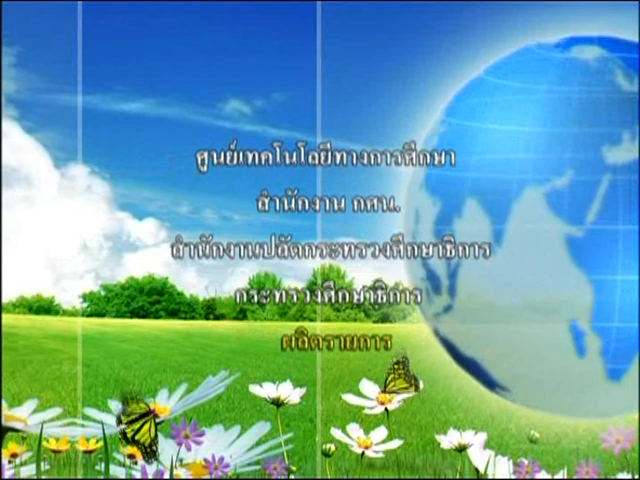 ศูนย์เทคโนโลยีทางการศึกษา
สำนักงาน กศน.
สำนักงานปลัดกระทรวงศึกษาธิการ
กระทรวงศึกษาธิการ
ผลิตรายการ